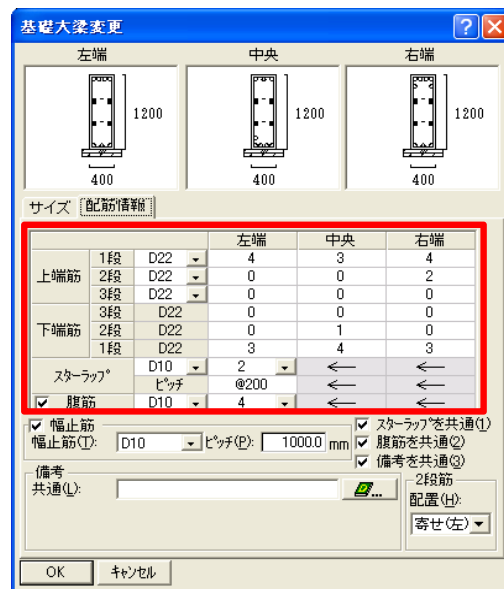 基礎大梁変更
左端 中央 右端
1200 1200 1200
400 400 400
サイズ 配筋情報
左端 中央 右端
上端筋 1段 D22 4 3 4
2段 D22 0 0 2
3段 D22 0 0 0
下端筋 3段 D22 0 0 0
2段 D22 0 1 0
1段 D22 3 4 3
スターラップ D10 2 ← ←
ピッチ @200 ← ←
腹筋 D10 4 ← ←
幅止筋
幅止筋(T): D10 ピッチ(P): 1000.0 mm
スターラップを共通(1)
腹筋を共通(2)
備考を共通(3)
備考
共通(L): ...
2段筋
配置(H):
寄せ(左)
OK キャンセル